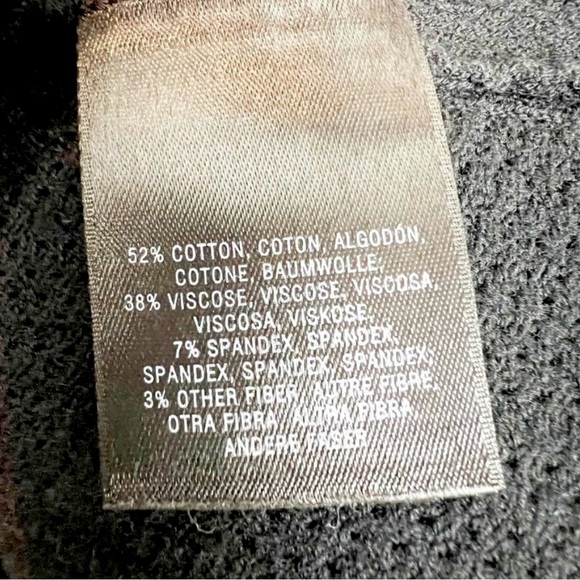 52% COTTON, COTON, ALGODÓN,
COTONE, BAUMWOLLE,
38% VISCOSE, VISCOSE, VISCOSA,
VISCOSA, VISKOSE,
7% SPANDEX, SPANDEX,
SPANDEX, SPANDEX, SPANDEX,
3% OTHER FIBER, AUTRE FIBRE,
OTRA FIBRA, ALTRA FIBRA
ANDERE FASER